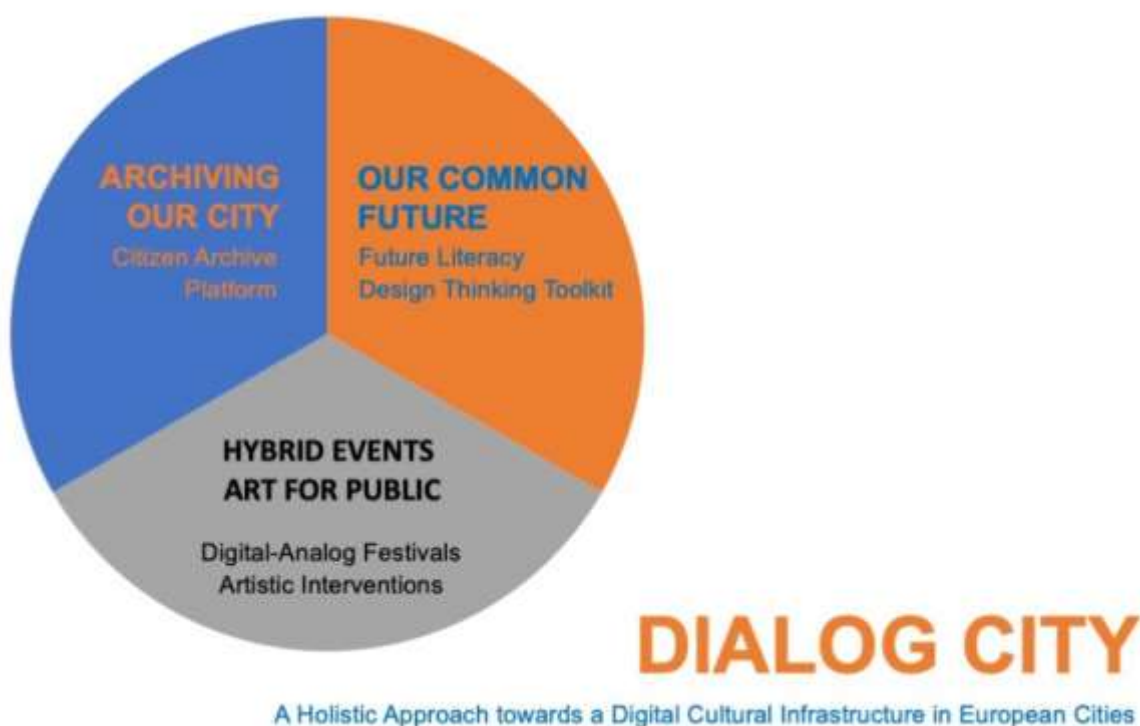 ARCHIVING
OUR CITY
Citizen Archive
Platform
OUR COMMON
FUTURE
Future Literacy
Design Thinking Toolkit
HYBRID EVENTS
ART FOR PUBLIC
Digital-Analog Festivals
Artistic Interventions
DIALOG CITY
A Holistic Approach towards a Digital Cultural Infrastructure in European Cities